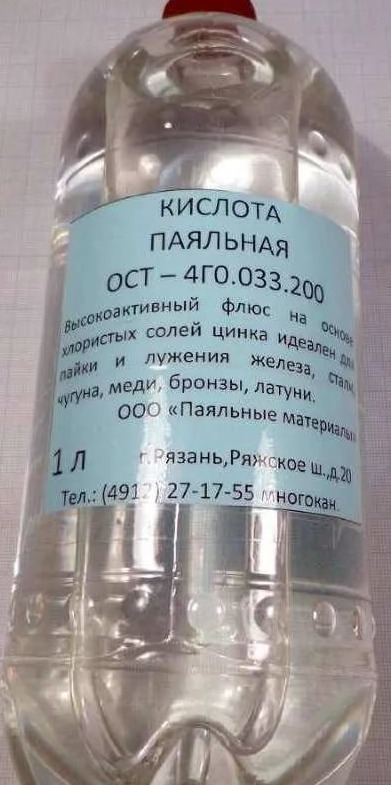 КИСЛОТА
ПАЯЛЬНАЯ
ОСТ – 4Г0.033.200
Высокоактивный флюс на основе
хлористых солей цинка идеален для
пайки и лужения железа, стали,
чугуна, меди, бронзы, латуни.
ООО «Паяльные материалы»
1 л г.Рязань,Ряжское ш.,д.20
Тел.: (4912) 27-17-55 многокан.